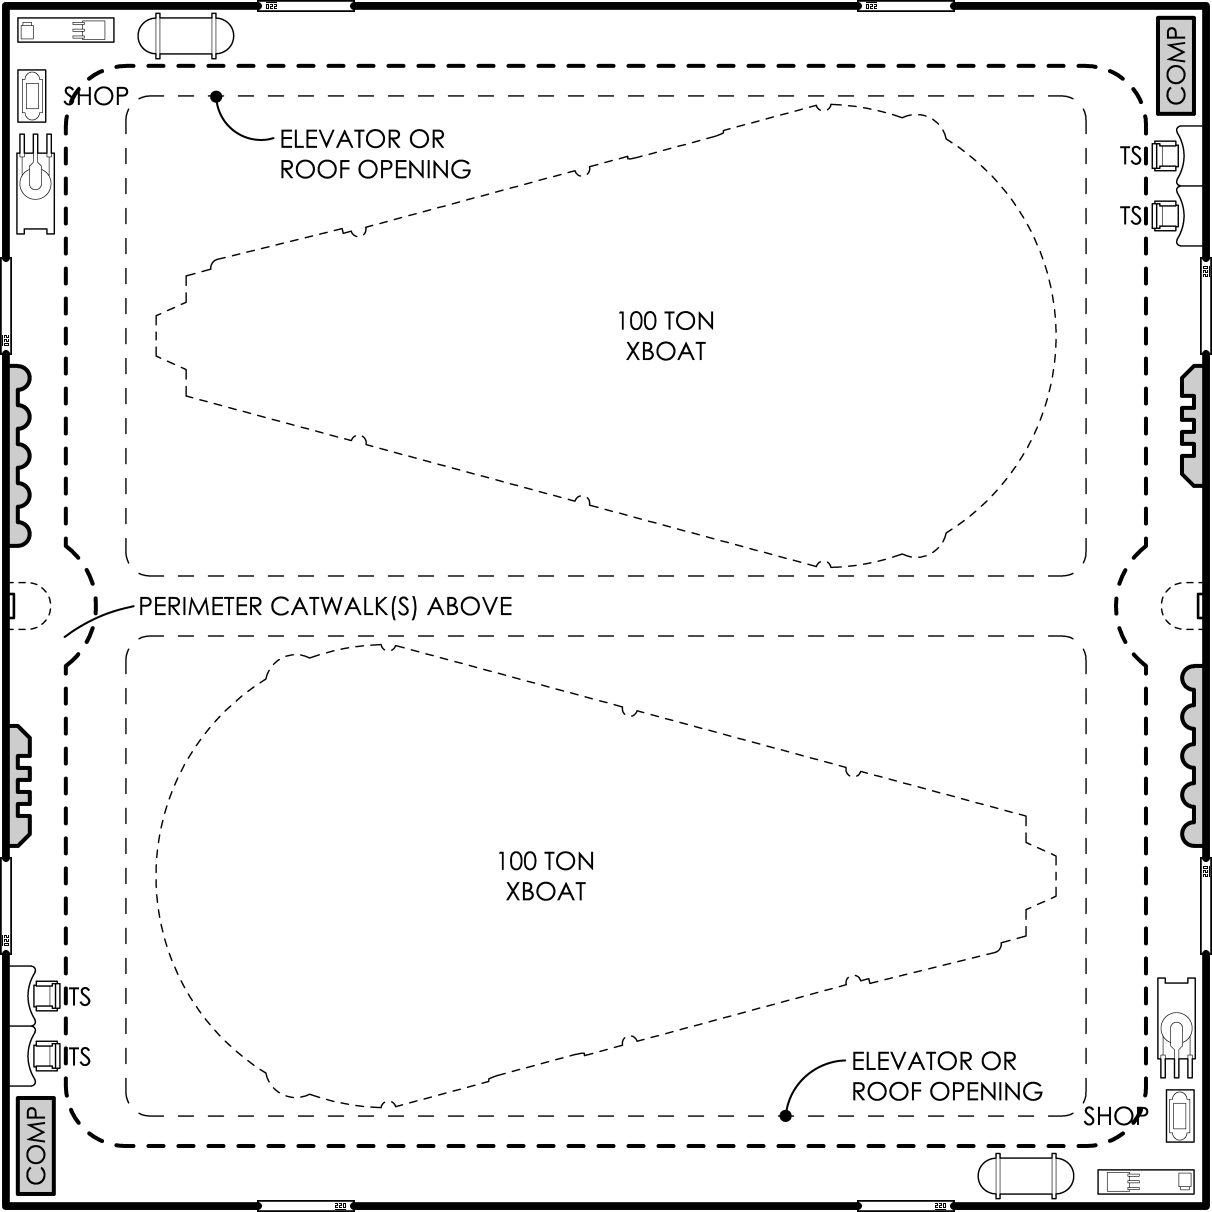 022
022
COMP
SHOP
ELEVATOR OR
ROOF OPENING
TS
TS
022
022
100 TON
XBOAT
PERIMETER CATWALK(S) ABOVE
100 TON
XBOAT
022
022
TS
TS
ELEVATOR OR
ROOF OPENING
SHOP
COMP
022
022